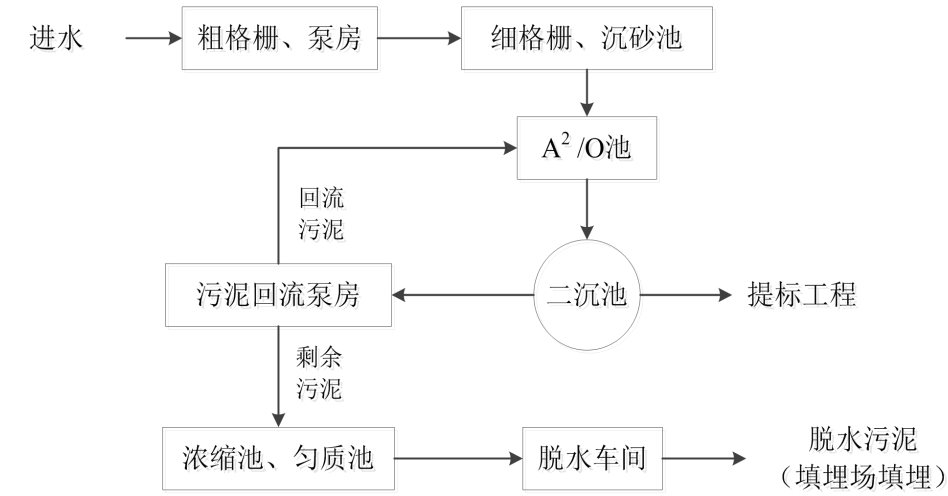 进水
粗格栅、泵房
细格栅、沉砂池
A² /O池
回流
污泥
污泥回流泵房
二沉池
提标工程
剩余
污泥
浓缩池、匀质池
脱水车间
脱水污泥
（填埋场填埋）